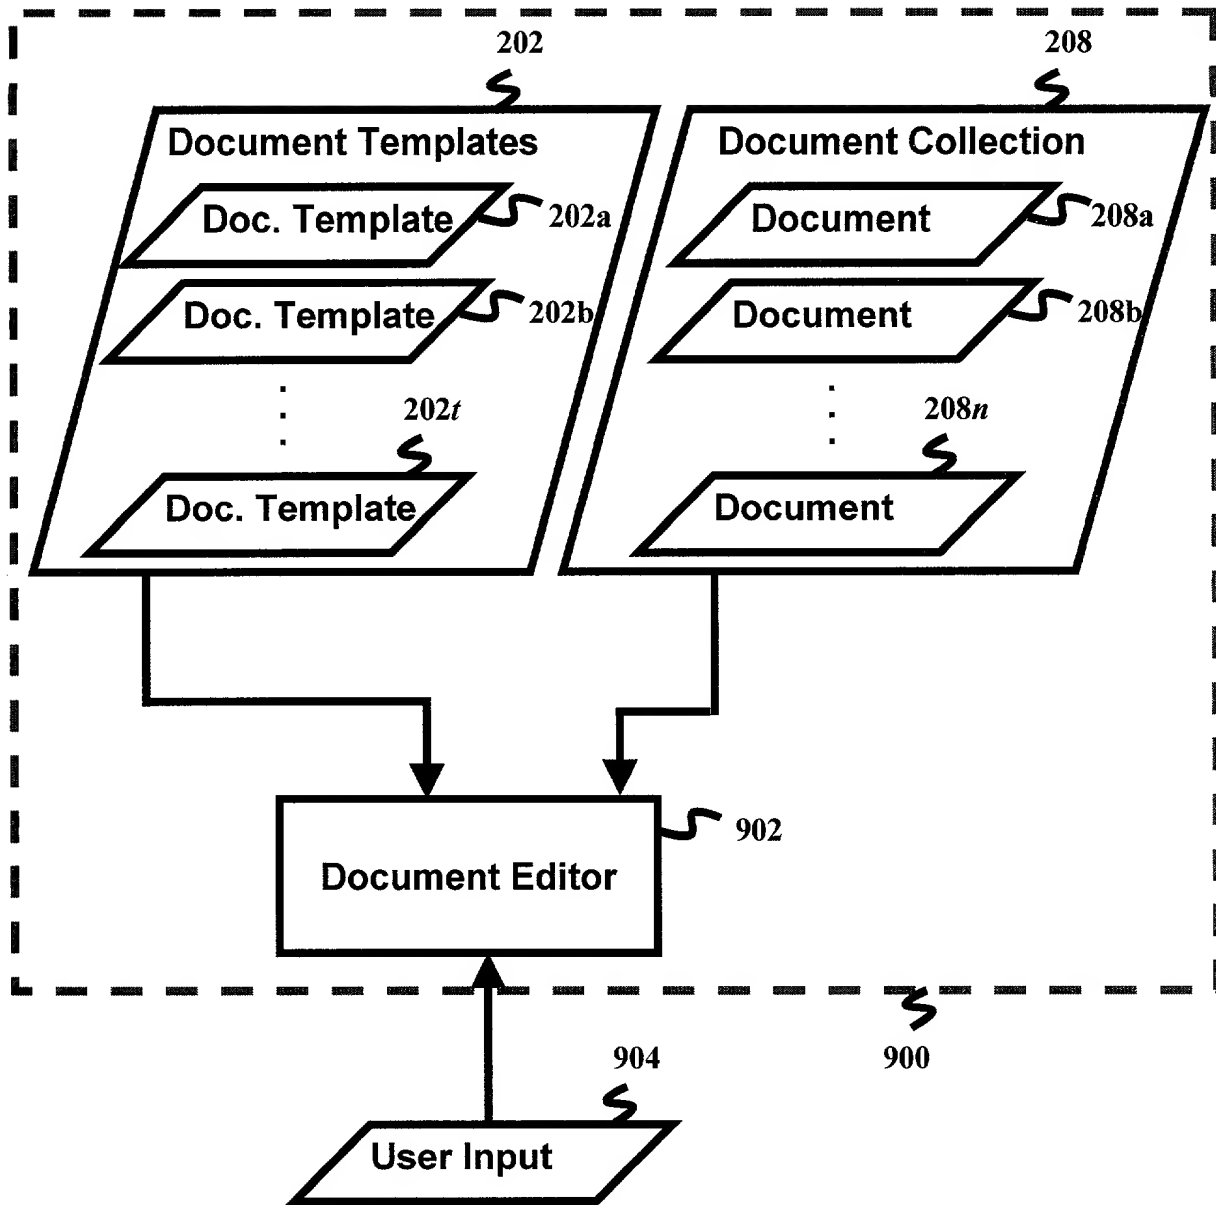 202
208
Document Templates
Document Collection
Doc. Template
202a
Document
208a
Doc. Template
202b
Document
208b
202t
208n
Doc. Template
Document
902
Document Editor
900
904
User Input